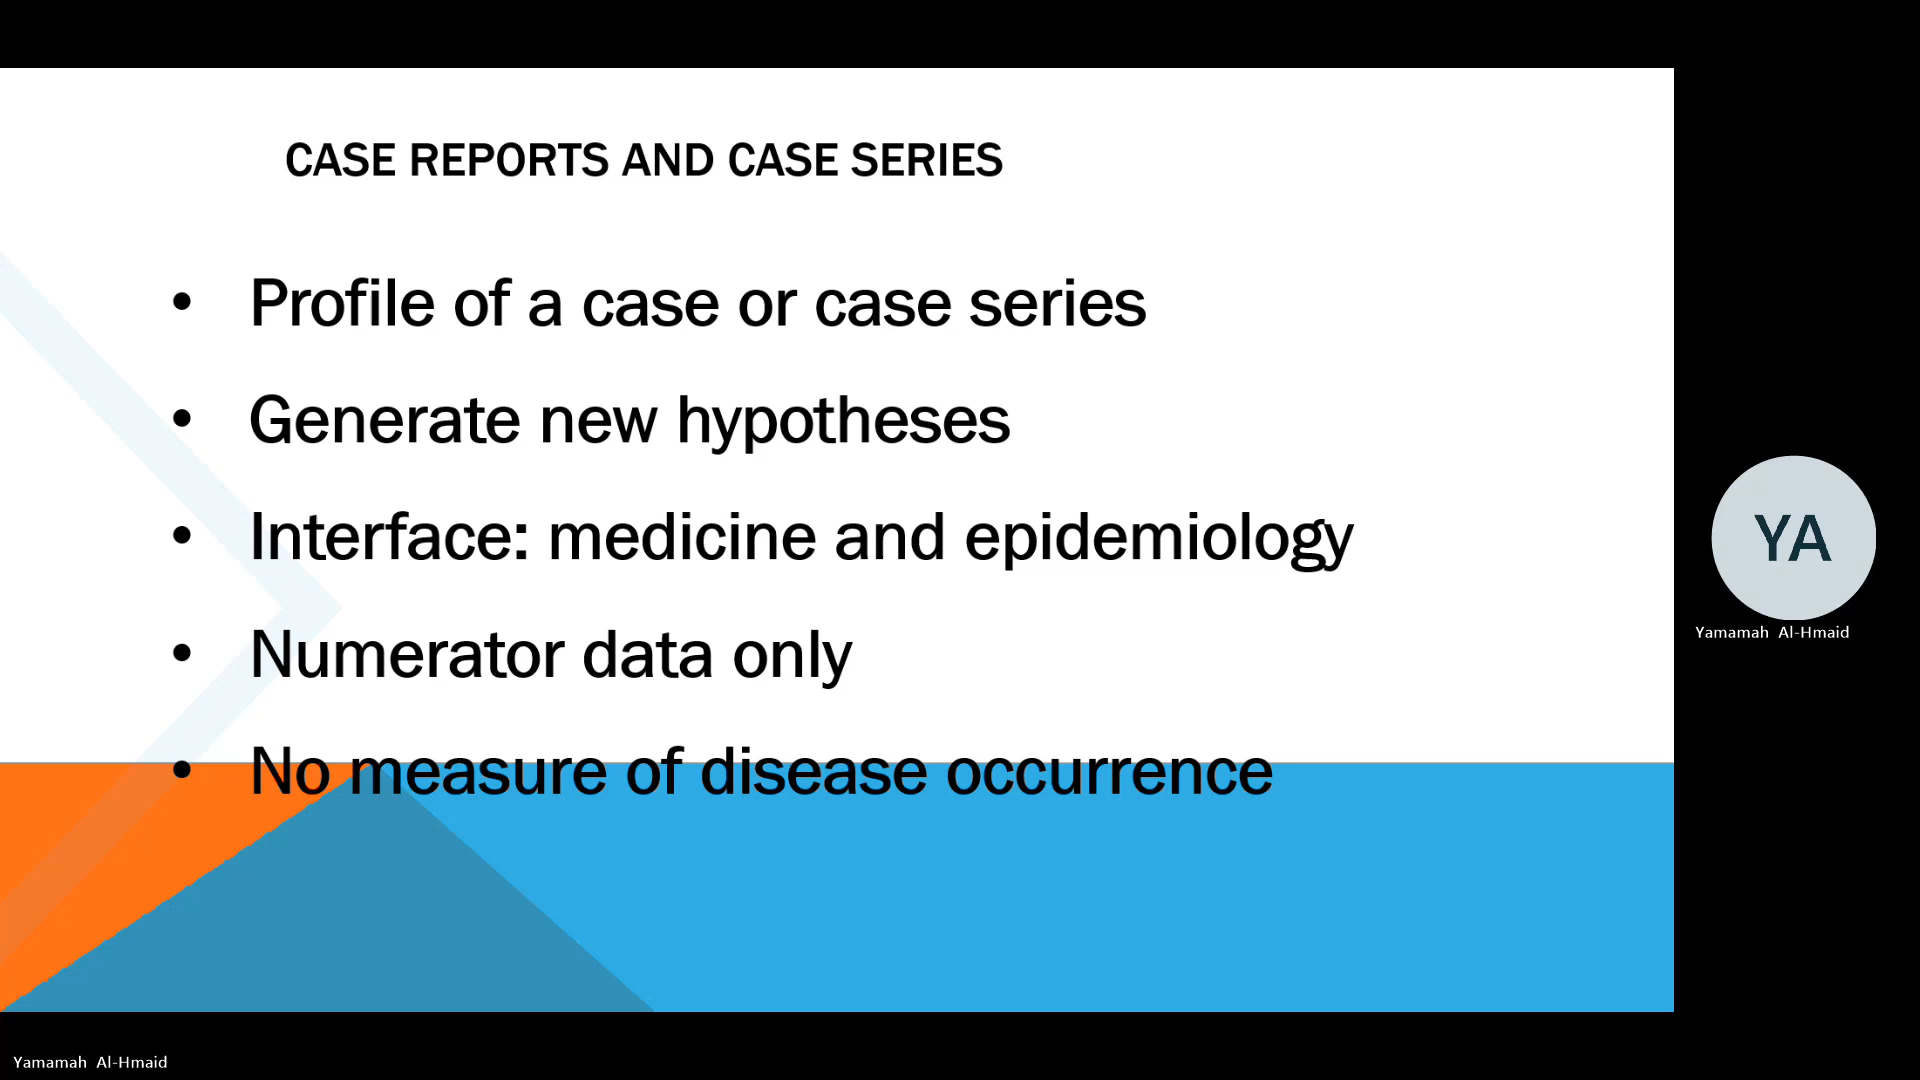 CASE REPORTS AND CASE SERIES
• Profile of a case or case series
• Generate new hypotheses
• Interface: medicine and epidemiology
• Numerator data only
• No measure of disease occurrence
YA
Yamamah Al-Hmaid
Yamamah Al-Hmaid